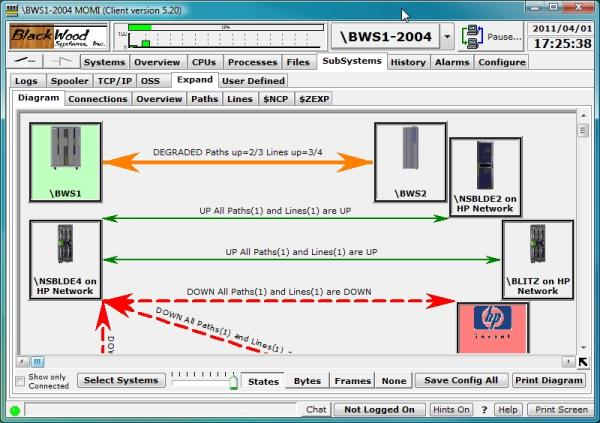 \BWS1-2004 MOMI (Client version 5.20)
BlackWood
Systems, Inc.
12%
\BWS1-2004
Pause...
2011/04/01
17:25:38
Systems Overview CPUs Processes Files SubSystems History Alarms Configure
Logs Spooler TCP/IP OSS Expand User Defined
Diagram Connections Overview Paths Lines $NCP $ZEXP
DEGRADED Paths up=2/3 Lines up=3/4
\BWS1
\BWS2
\NSBLDE2 on
HP Network
UP All Paths(1) and Lines(1) are UP
UP All Paths(1) and Lines(1) are UP
\NSBLDE4 on
HP Network
\BLITZ on HP
Network
DOWN All Paths(1) and Lines(1) are DOWN
DOWN All Paths(1) and Lines(1) a
DOV
hp
invent
Show only
Connected
Select Systems
States Bytes Frames None
Save Config All
Print Diagram
Chat Not Logged On Hints On ? Help Print Screen